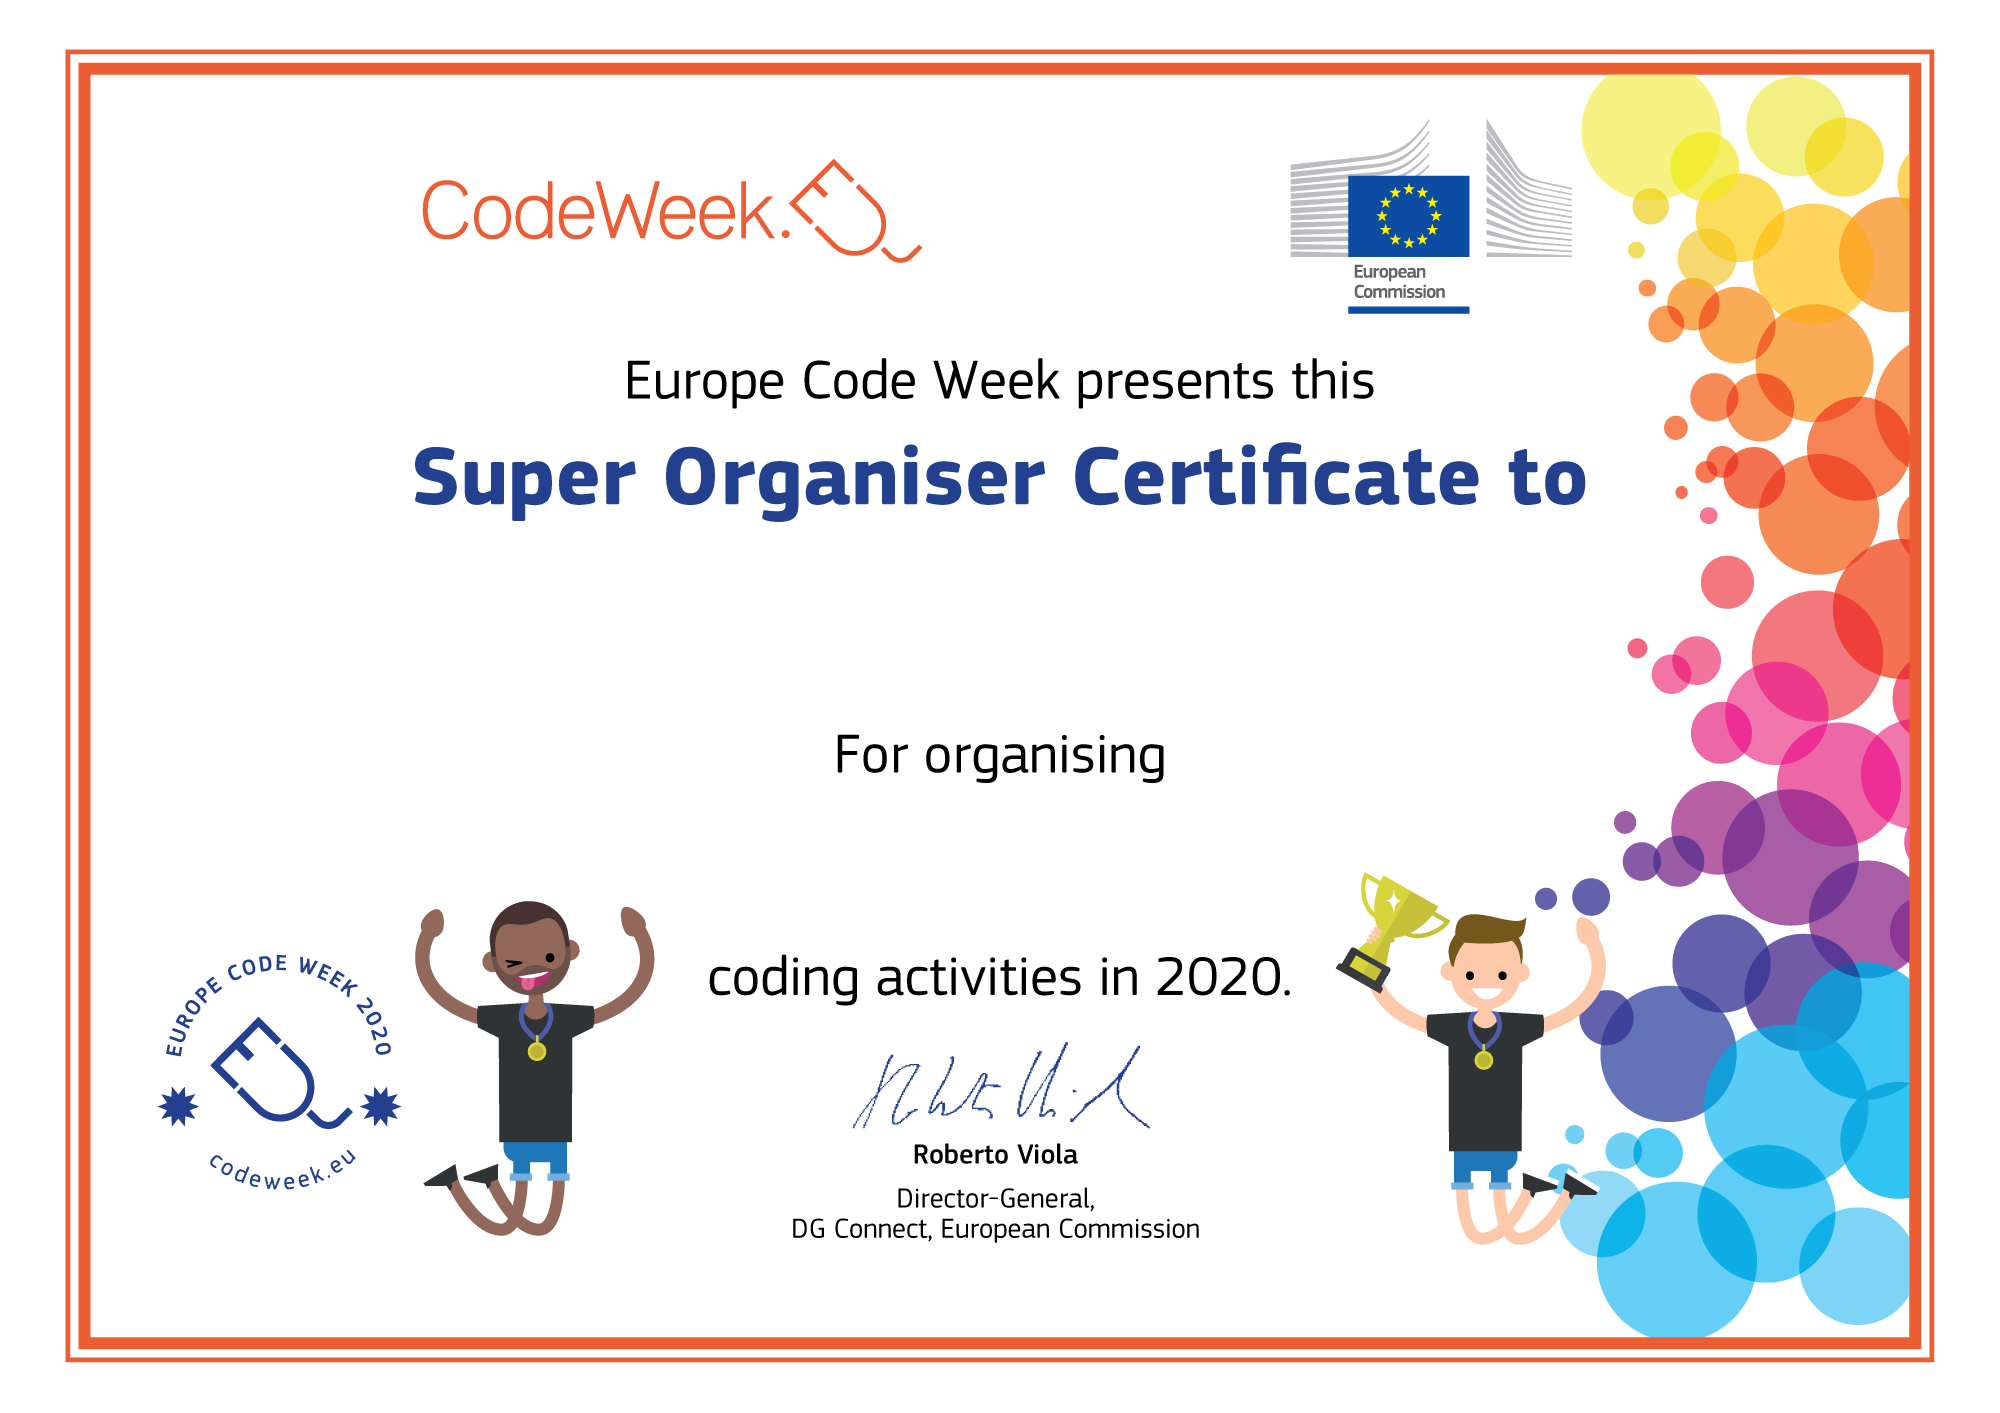 CodeWeek.
European
Commission
Europe Code Week presents this
Super Organiser Certificate to
For organising
coding activities in 2020.
EUROPE CODE WEEK 2020
codeweek.eu
Roberto Viola
Director-General,
DG Connect, European Commission